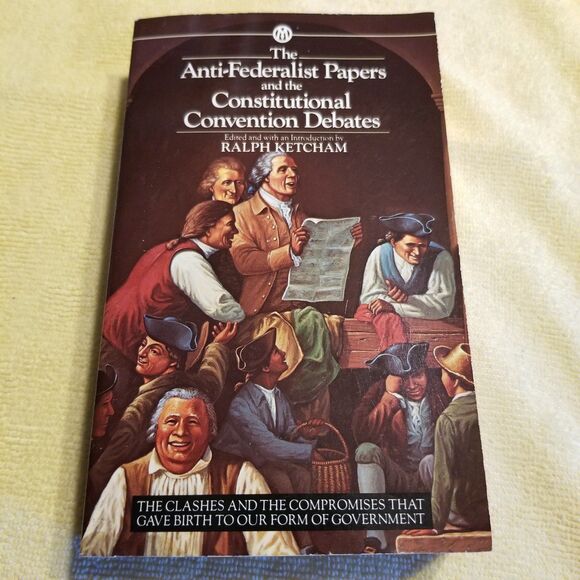 The
Anti-Federalist Papers
and the
Constitutional
Convention Debates
Edited and with an Introduction by
RALPH KETCHAM
THE CLASHES AND THE COMPROMISES THAT
GAVE BIRTH TO OUR FORM OF GOVERNMENT